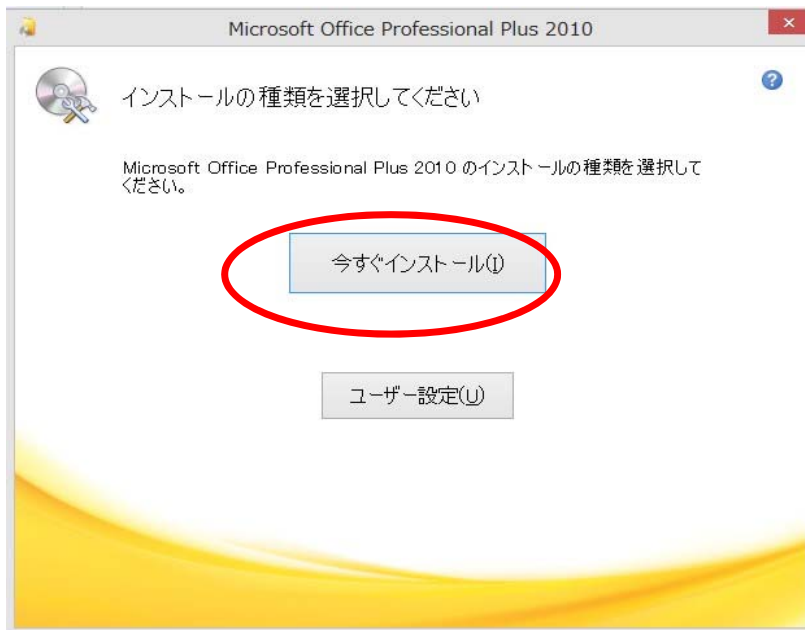 Microsoft Office Professional Plus 2010
インストールの種類を選択してください
Microsoft Office Professional Plus 2010 のインストールの種類を選択して
ください。
今すぐインストール(I)
ユーザー設定(U)